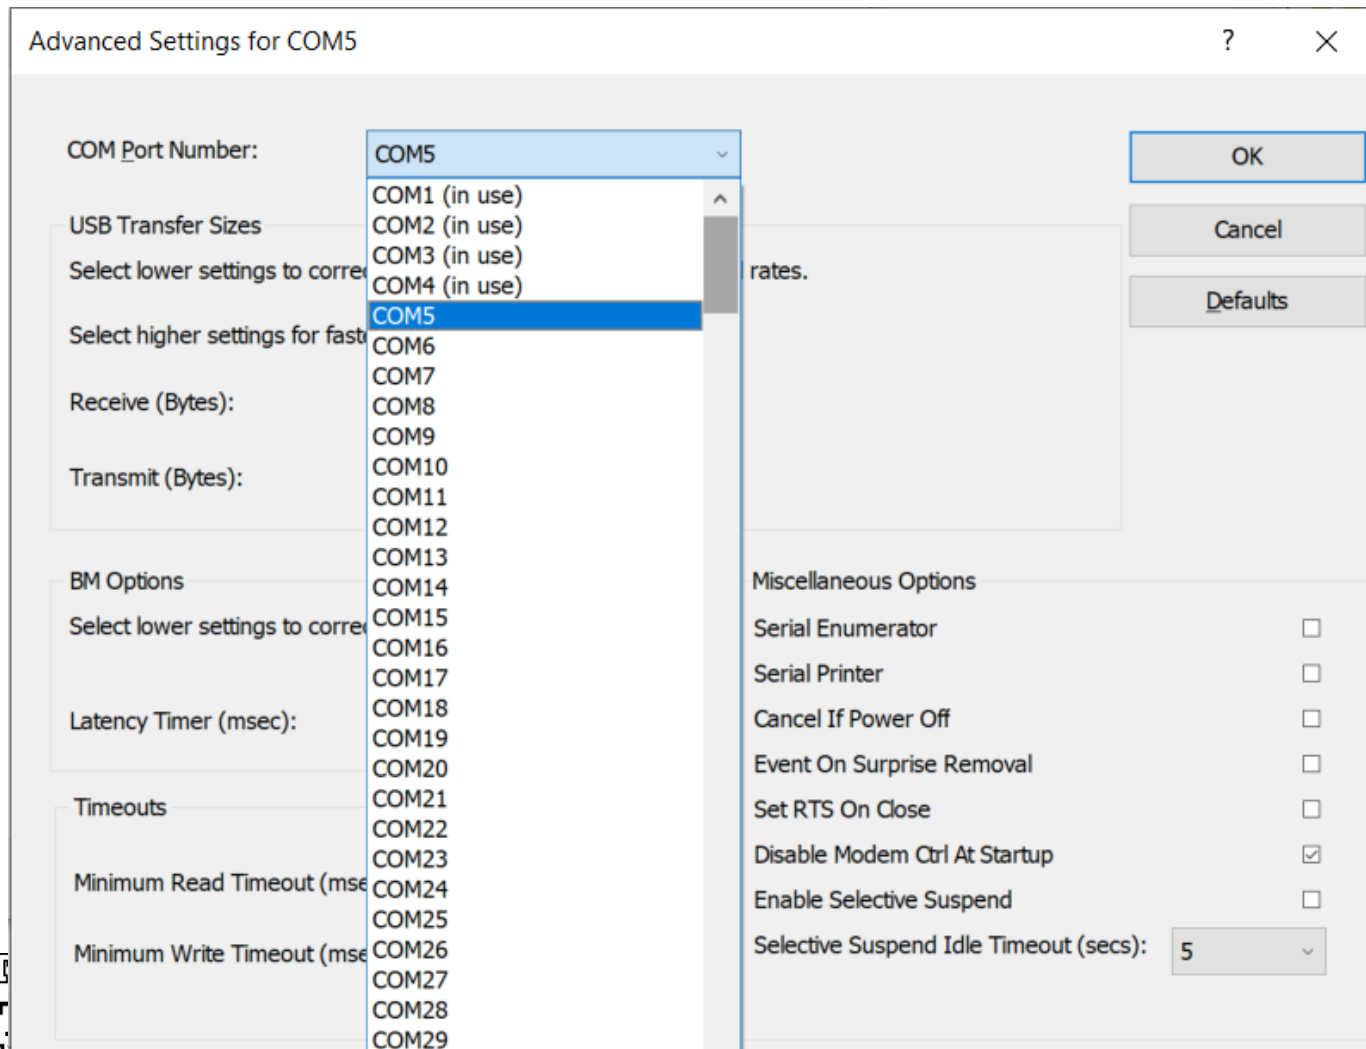 Advanced Settings for COM5
?
COM Port Number:
COM5
OK
COM1 (in use)
COM2 (in use)
COM3 (in use)
COM4 (in use)
COM5
COM6
COM7
COM8
COM9
COM10
COM11
COM12
COM13
COM14
COM15
COM16
COM17
COM18
COM19
COM20
COM21
COM22
COM23
COM24
COM25
COM26
COM27
COM28
COM29
Cancel
Defaults
USB Transfer Sizes
Select lower settings to correc rates.
Select higher settings for fast
Receive (Bytes):
Transmit (Bytes):
BM Options
Select lower settings to correc
Latency Timer (msec):
Timeouts
Minimum Read Timeout (mse
Minimum Write Timeout (mse
Miscellaneous Options
Serial Enumerator
Serial Printer
Cancel If Power Off
Event On Surprise Removal
Set RTS On Close
Disable Modem Ctrl At Startup
Enable Selective Suspend
Selective Suspend Idle Timeout (secs): 5